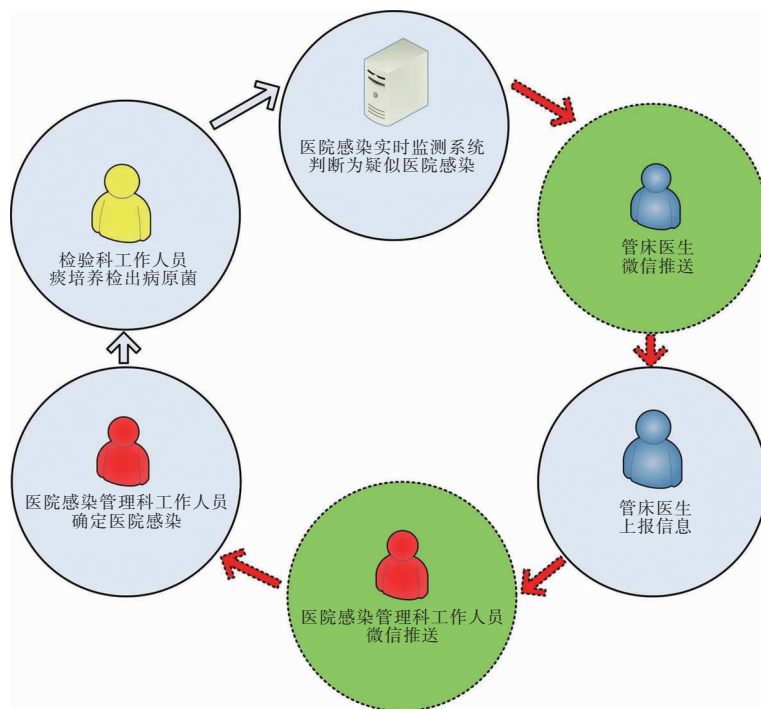 医院感染实时监测系统
判断为疑似医院感染
管床医生
微信推送
管床医生
上报信息
医院感染管理科工作人员
微信推送
医院感染管理科工作人员
确定医院感染
检验科工作人员
痰培养检出病原菌